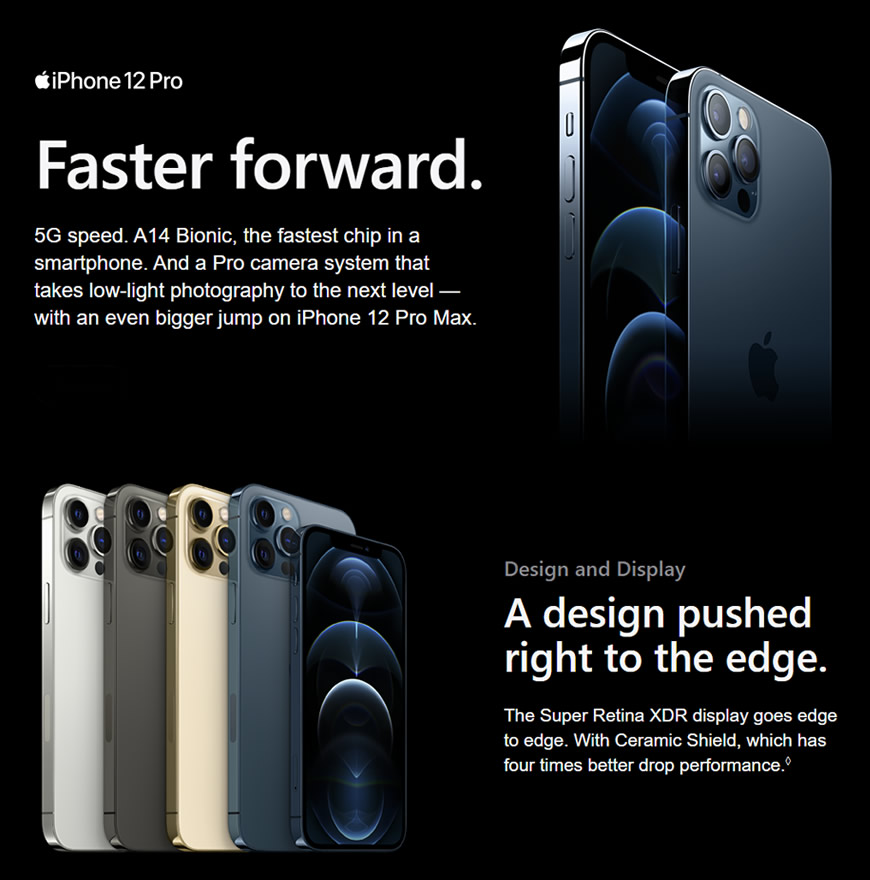 iPhone 12 Pro
Faster forward.
5G speed. A14 Bionic, the fastest chip in a
smartphone. And a Pro camera system that
takes low-light photography to the next level —
with an even bigger jump on iPhone 12 Pro Max.
Design and Display
A design pushed
right to the edge.
The Super Retina XDR display goes edge
to edge. With Ceramic Shield, which has
four times better drop performance.◊